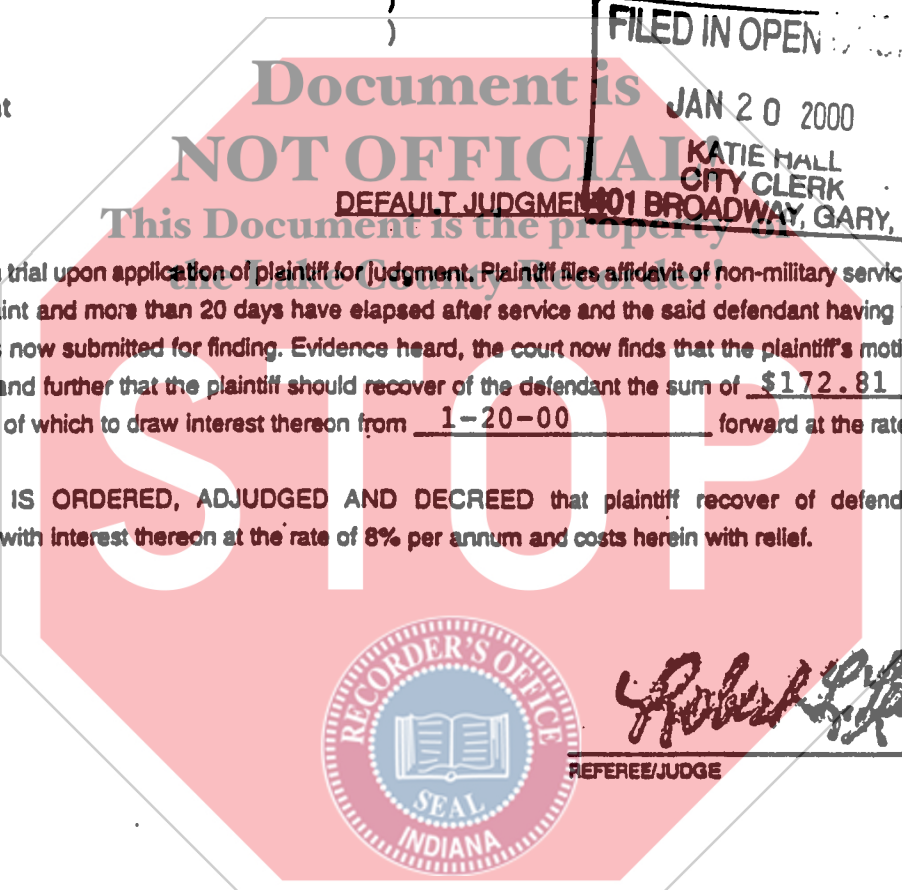 )
)
FILED IN OPEN
JAN 20 2000
KATIE HALL
CITY CLERK
401 BROADWAY, GARY,
Document is
NOT OFFICIAL!
This Document is the property of
the Lake County Recorder!
DEFAULT JUDGMENT
trial upon application of plaintiff for judgment. Plaintiff files affidavit of non-military servic
int and more than 20 days have elapsed after service and the said defendant having
now submitted for finding. Evidence heard, the court now finds that the plaintiff's moti
and further that the plaintiff should recover of the defendant the sum of $172.81
of which to draw interest thereon from 1-20-00 forward at the rate
IS ORDERED, ADJUDGED AND DECREED that plaintiff recover of defend
with interest thereon at the rate of 8% per annum and costs herein with relief.
STOP
Robert L.
REFEREE/JUDGE
RECORDER'S OFFICE
SEAL
INDIANA